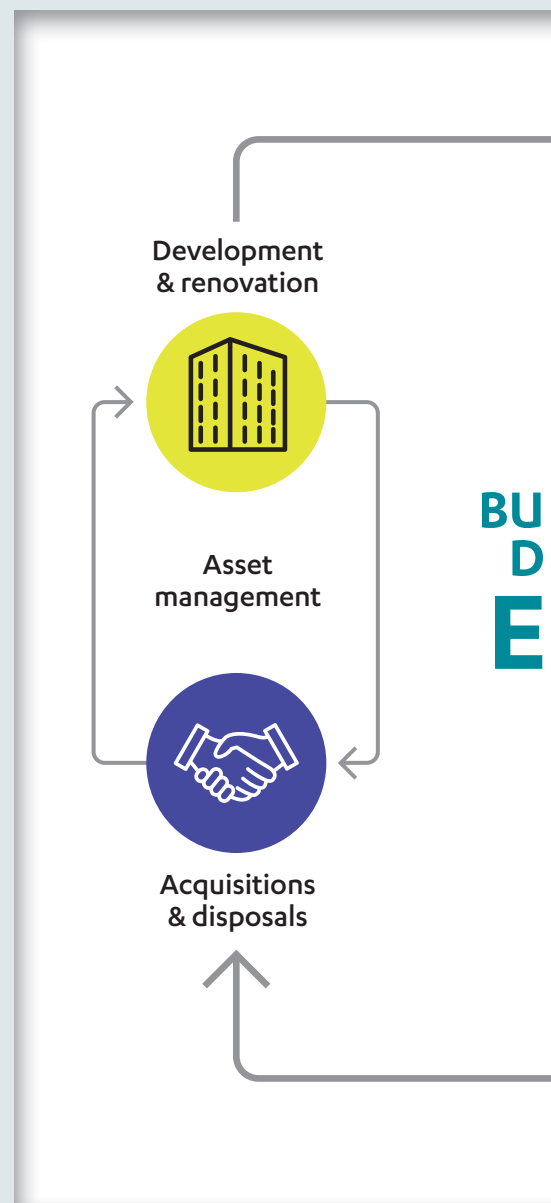 Development
& renovation
Asset
management
BU
D
E
Acquisitions
& disposals